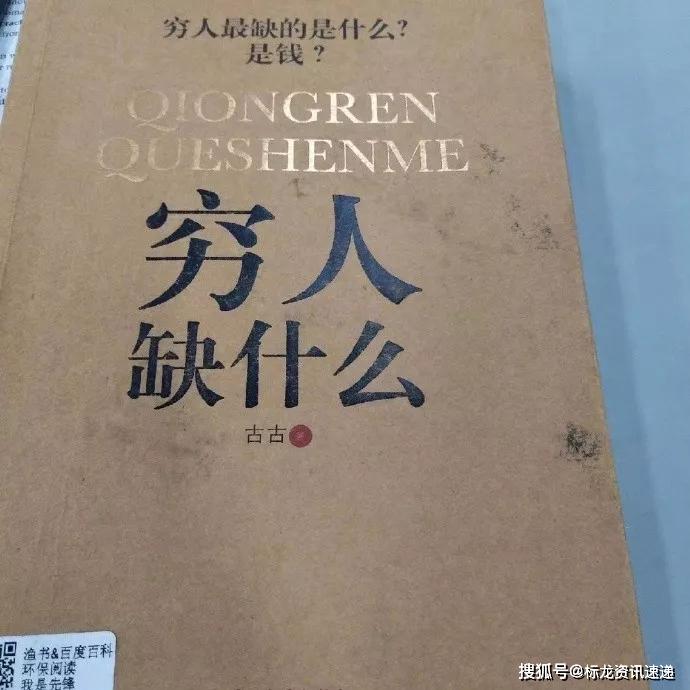 穷人最缺的是什么?
是钱?
QIONGREN
QUESHENME
穷人
缺什么
古古
渔书&百度百科
环保阅读
我是先锋
搜狐号@标龙资讯速递